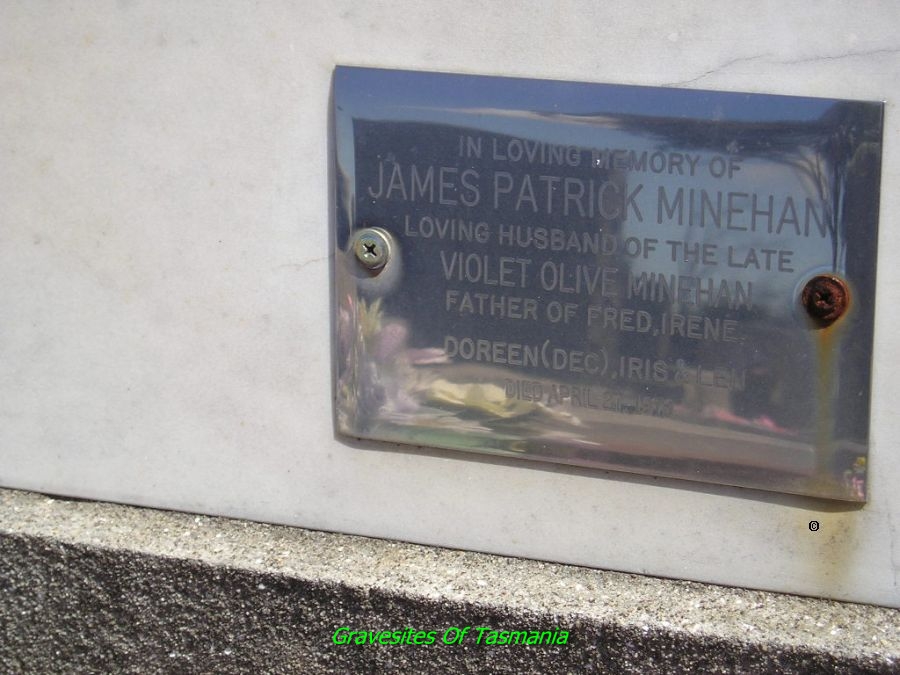 IN LOVING MEMORY OF
JAMES PATRICK MINEHAN
LOVING HUSBAND OF THE LATE
VIOLET OLIVE MINEHAN.
FATHER OF FRED, IRENE,
DOREEN (DEC), IRIS & LEN
DIED APRIL
©
Gravesites Of Tasmania